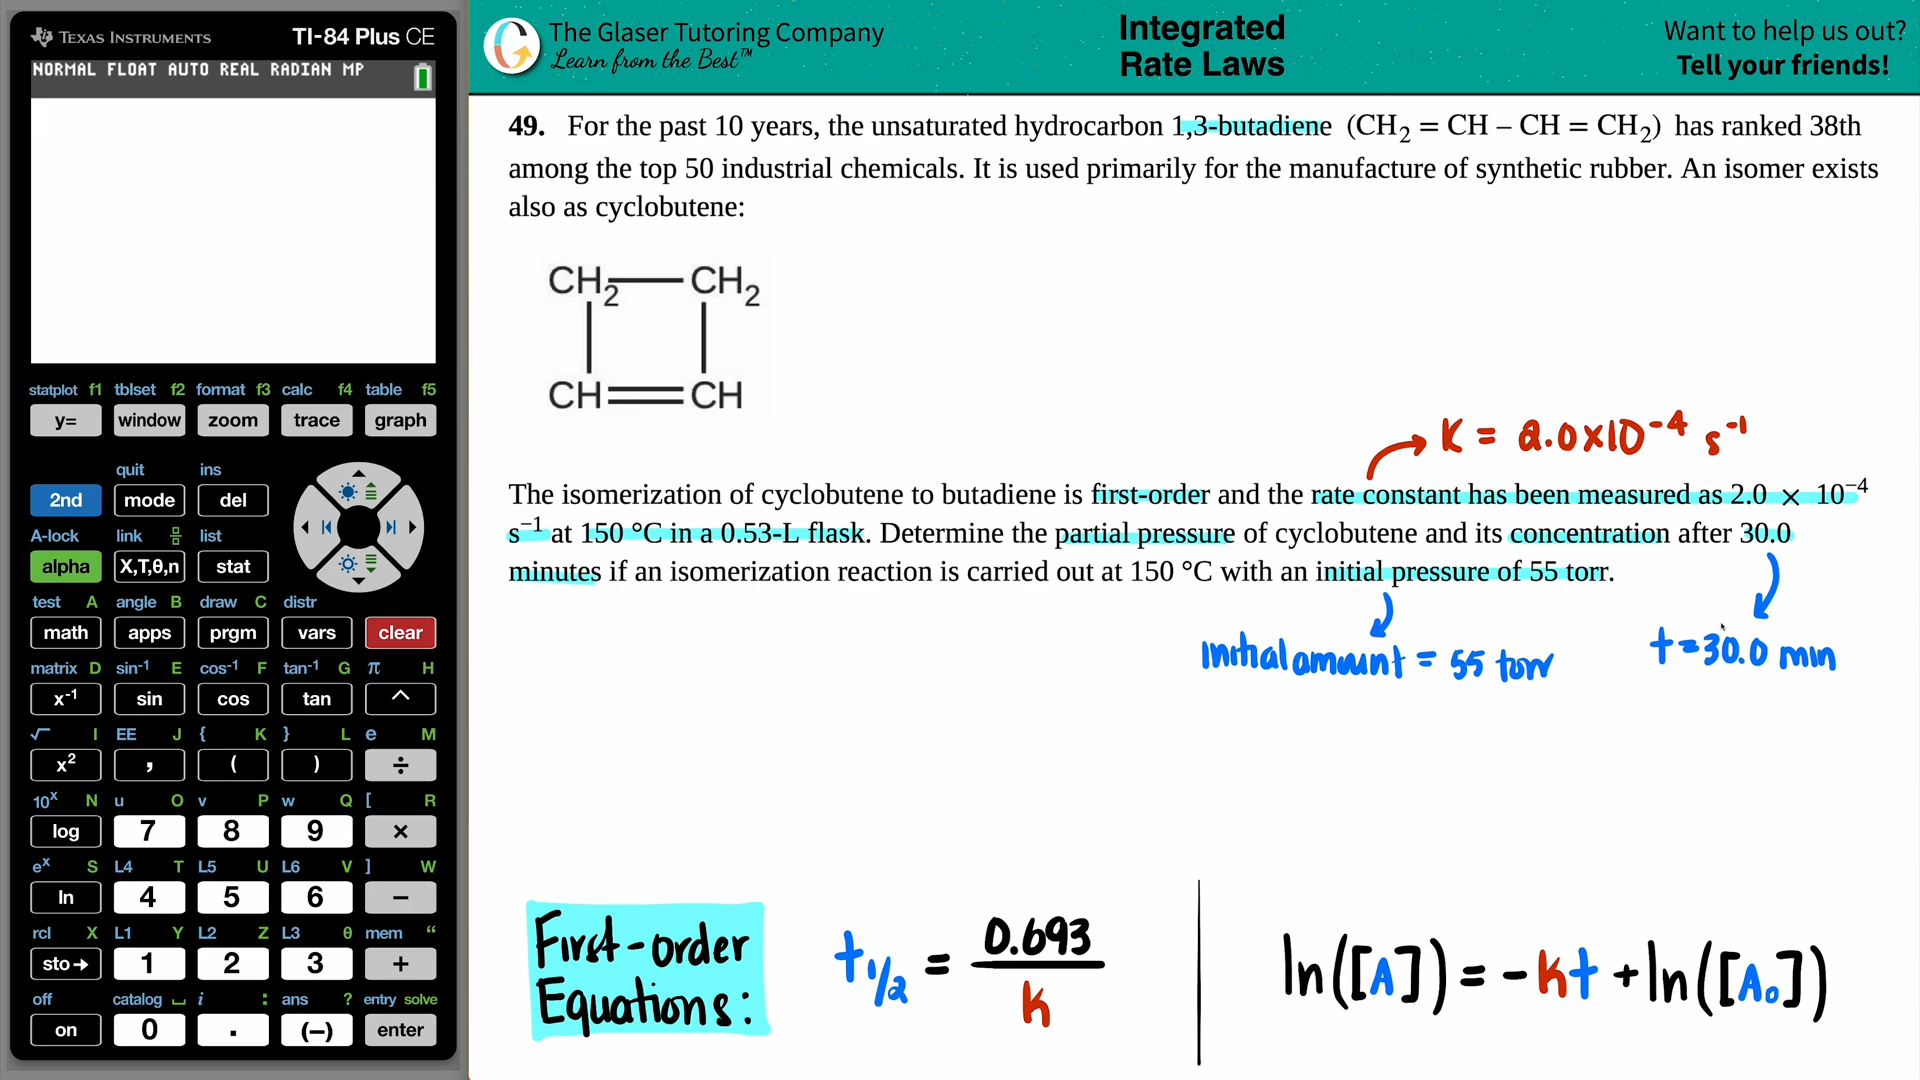 TEXAS INSTRUMENTS TI-84 Plus CE
NORMAL FLOAT AUTO REAL RADIAN MP
statplot f1 tblset f2 format f3 calc f4 table f5
y= window zoom trace graph
quit ins
2nd mode del
A-lock link list
alpha X,T,θ,n stat
test A angle B draw C distr
math apps prgm vars clear
matrix D sin⁻¹ E cos⁻¹ F tan⁻¹ G π H
x⁻¹ sin cos tan ^
√ I EE J { K } L e M
x² , ( ) ÷
10ˣ N u O v P w Q [ R
log 7 8 9 ×
eˣ S L4 T L5 U L6 V ] W
ln 4 5 6 −
rcl X L1 Y L2 Z L3 θ mem “
sto→ 1 2 3 +
off catalog ⎵ i : ans ? entry solve
on 0 . (−) enter
The Glaser Tutoring Company
Learn from the Best™
Integrated
Rate Laws
Want to help us out?
Tell your friends!
49. For the past 10 years, the unsaturated hydrocarbon 1,3-butadiene (CH₂ = CH – CH = CH₂) has ranked 38th
among the top 50 industrial chemicals. It is used primarily for the manufacture of synthetic rubber. An isomer exists
also as cyclobutene:
CH₂ CH₂
CH CH
K = 2.0×10⁻⁴ s⁻¹
The isomerization of cyclobutene to butadiene is first-order and the rate constant has been measured as 2.0 × 10⁻⁴
s⁻¹ at 150 °C in a 0.53-L flask. Determine the partial pressure of cyclobutene and its concentration after 30.0
minutes if an isomerization reaction is carried out at 150 °C with an initial pressure of 55 torr.
Initial amount = 55 torr
t = 30.0 min
First-order
Equations:
t₁/₂ = 0.693 / k
ln([A]) = -kt + ln([A₀])